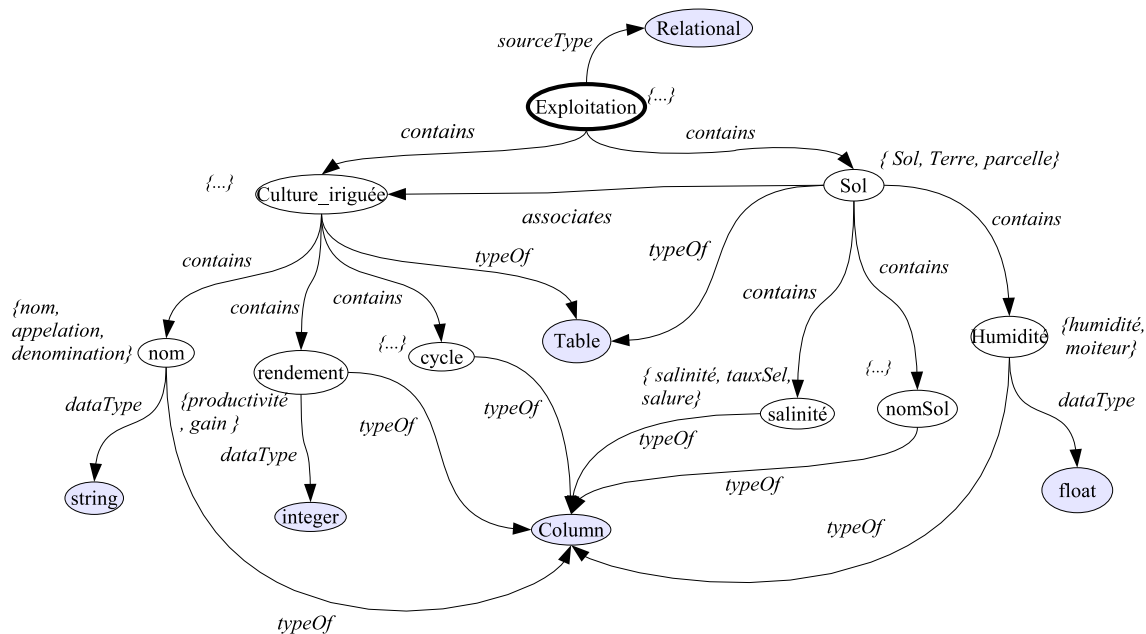 Relational
sourceType
Exploitation
{...}
contains
contains
{ Sol, Terre, parcelle}
{...}
Culture_iriguée
Sol
associates
contains
typeOf
typeOf
contains
contains
contains
contains
contains
{nom,
appelation,
denomination}
nom
{...}
cycle
Table
Humidité
{humidité,
moiteur}
rendement
{ salinité, tauxSel,
salure}
{...}
dataType
{productivité
, gain }
typeOf
typeOf
typeOf
salinité
nomSol
dataType
dataType
string
integer
Column
typeOf
typeOf
float
typeOf